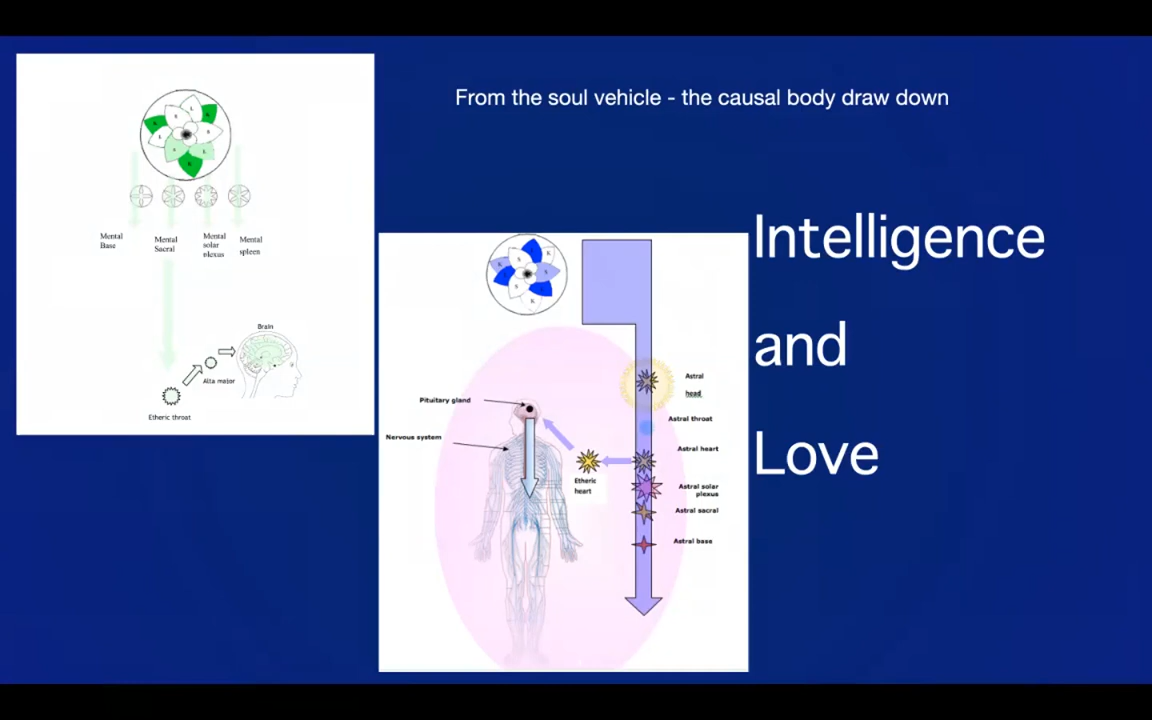 From the soul vehicle - the causal body draw down
Intelligence
and
Love
Mental
Base
Mental
Sacral
Mental
solar
plexus
Mental
spleen
Brain
Alta major
Etheric throat
Pituitary gland
Nervous system
Etheric
heart
Astral
head
Astral throat
Astral heart
Astral solar
plexus
Astral sacral
Astral base